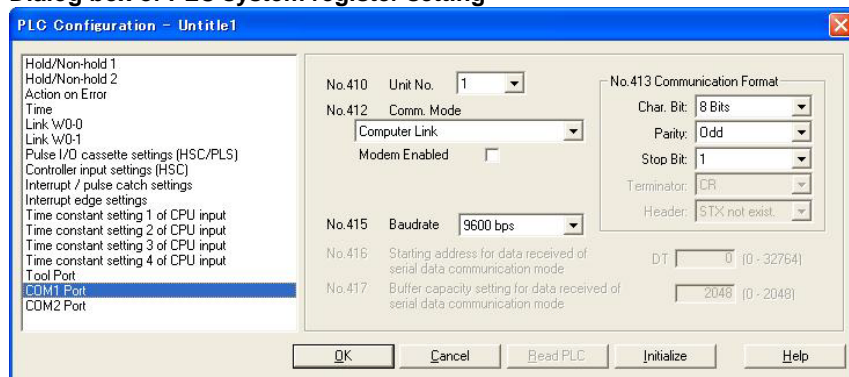 Dialog box of PLC system register setting
PLC Configuration - Untitle1
Hold/Non-hold 1
Hold/Non-hold 2
Action on Error
Time
Link W0-0
Link W0-1
Pulse I/O cassette settings (HSC/PLS)
Controller input settings (HSC)
Interrupt / pulse catch settings
Interrupt edge settings
Time constant setting 1 of CPU input
Time constant setting 2 of CPU input
Time constant setting 3 of CPU input
Time constant setting 4 of CPU input
Tool Port
COM1 Port
COM2 Port
No.410 Unit No. 1
No.412 Comm. Mode
Computer Link
Modem Enabled
No.415 Baudrate 9600 bps
No.413 Communication Format
Char. Bit: 8 Bits
Parity: Odd
Stop Bit: 1
Terminator: CR
Header: STX not exist.
No.416 Starting address for data received of
serial data communication mode
DT 0 (0 - 32764)
No.417 Buffer capacity setting for data received of
serial data communication mode
2048 (0 - 2048)
OK Cancel Read PLC Initialize Help